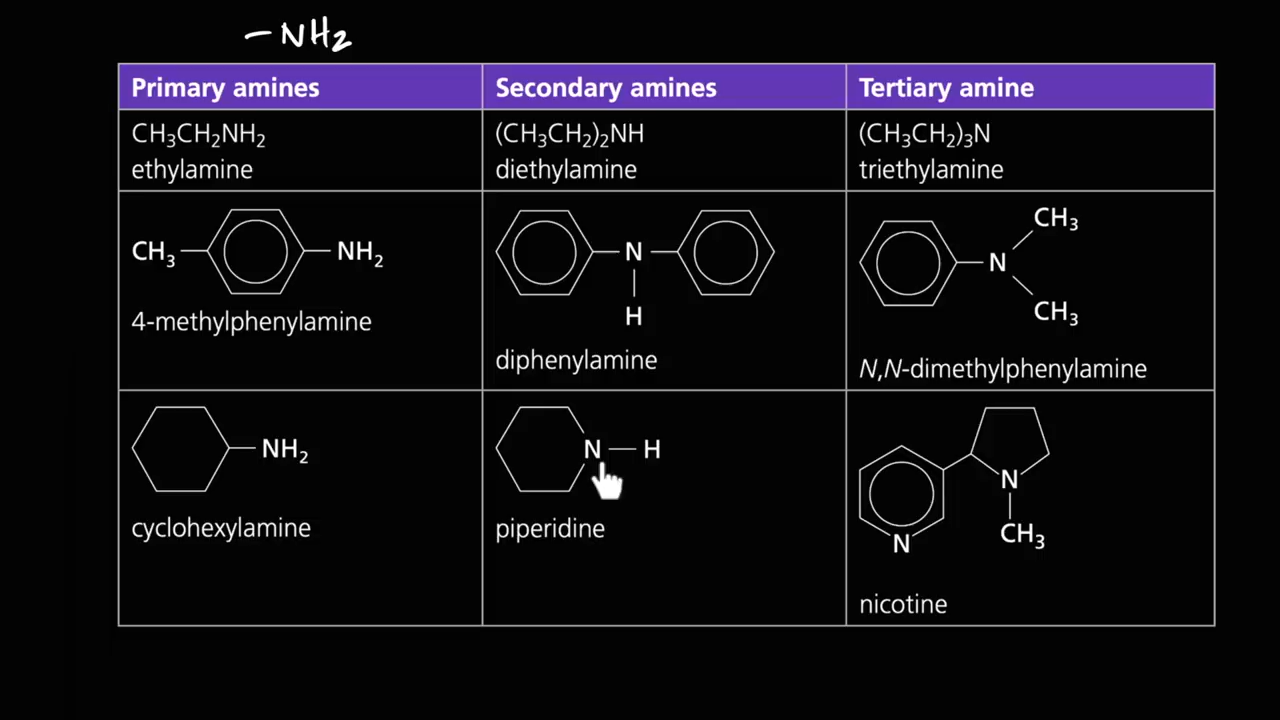 –NH₂
Primary amines
Secondary amines
Tertiary amine
CH₃CH₂NH₂
ethylamine
(CH₃CH₂)₂NH
diethylamine
(CH₃CH₂)₃N
triethylamine
CH₃
NH₂
4-methylphenylamine
N
H
diphenylamine
CH₃
N
CH₃
N,N-dimethylphenylamine
NH₂
cyclohexylamine
N
H
piperidine
N
CH₃
N
nicotine